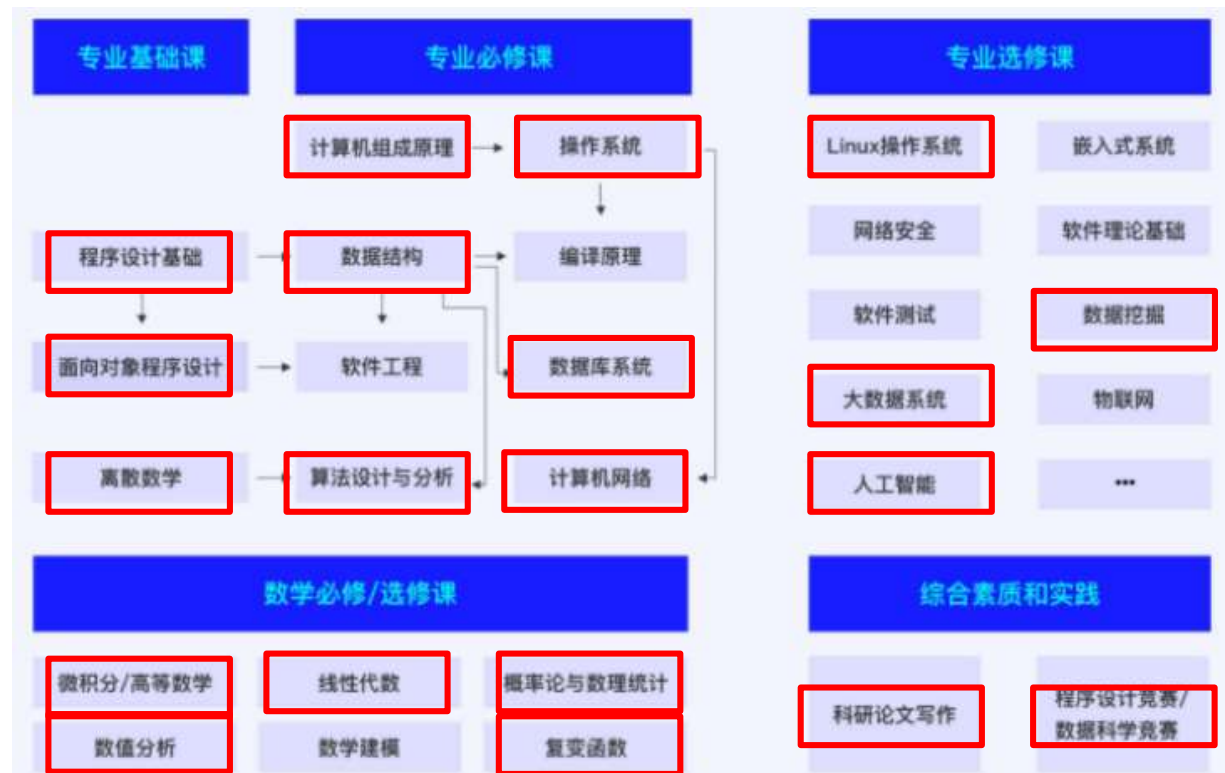 专业基础课
专业必修课
专业选修课
计算机组成原理
操作系统
Linux操作系统
嵌入式系统
网络安全
软件理论基础
程序设计基础
数据结构
编译原理
软件测试
数据挖掘
面向对象程序设计
软件工程
数据库系统
大数据系统
物联网
离散数学
算法设计与分析
计算机网络
人工智能
•••
数学必修/选修课
综合素质和实践
微积分/高等数学
线性代数
概率论与数理统计
科研论文写作
程序设计竞赛/
数据科学竞赛
数值分析
数学建模
复变函数